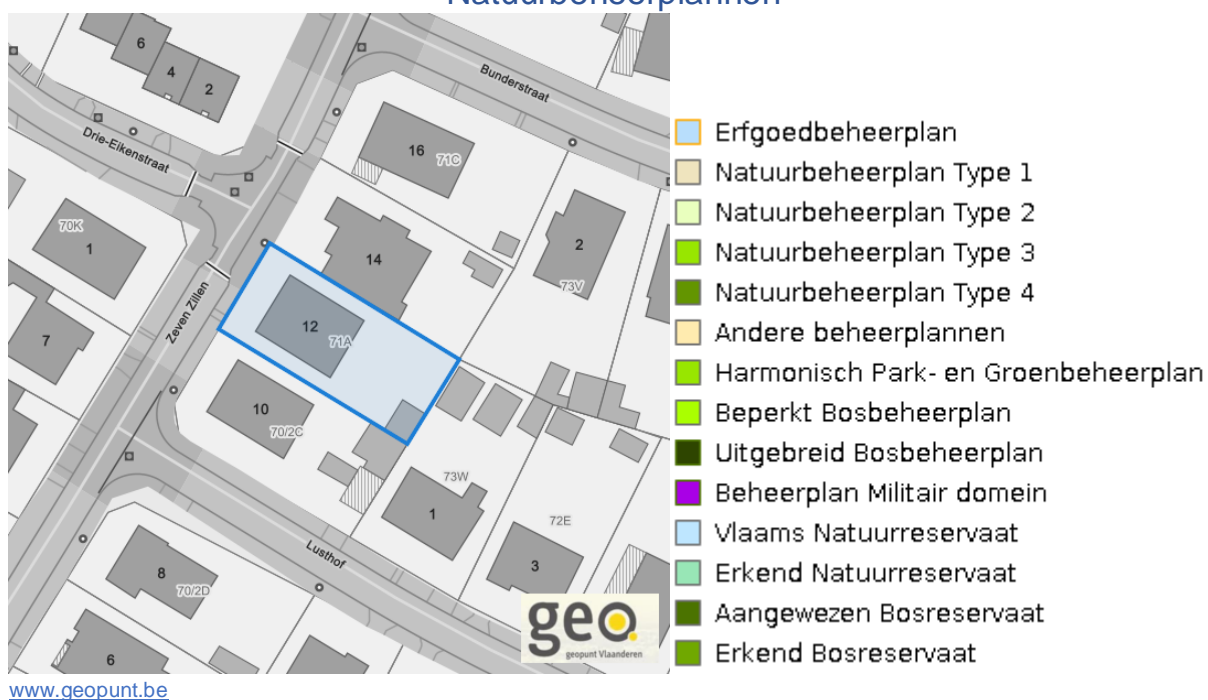 Natuurbeheerplannen
6
4
2
Bunderstraat
Drie-Eikenstraat
16
71C
70K
1
2
14
73V
Zeven Zillen
12
71A
7
10
70/2C
73W
1
72E
3
Lusthof
8
70/2D
6
geo.
geopunt Vlaanderen
Erfgoedbeheerplan
Natuurbeheerplan Type 1
Natuurbeheerplan Type 2
Natuurbeheerplan Type 3
Natuurbeheerplan Type 4
Andere beheerplannen
Harmonisch Park- en Groenbeheerplan
Beperkt Bosbeheerplan
Uitgebreid Bosbeheerplan
Beheerplan Militair domein
Vlaams Natuurreservaat
Erkend Natuurreservaat
Aangewezen Bosreservaat
Erkend Bosreservaat
www.geopunt.be